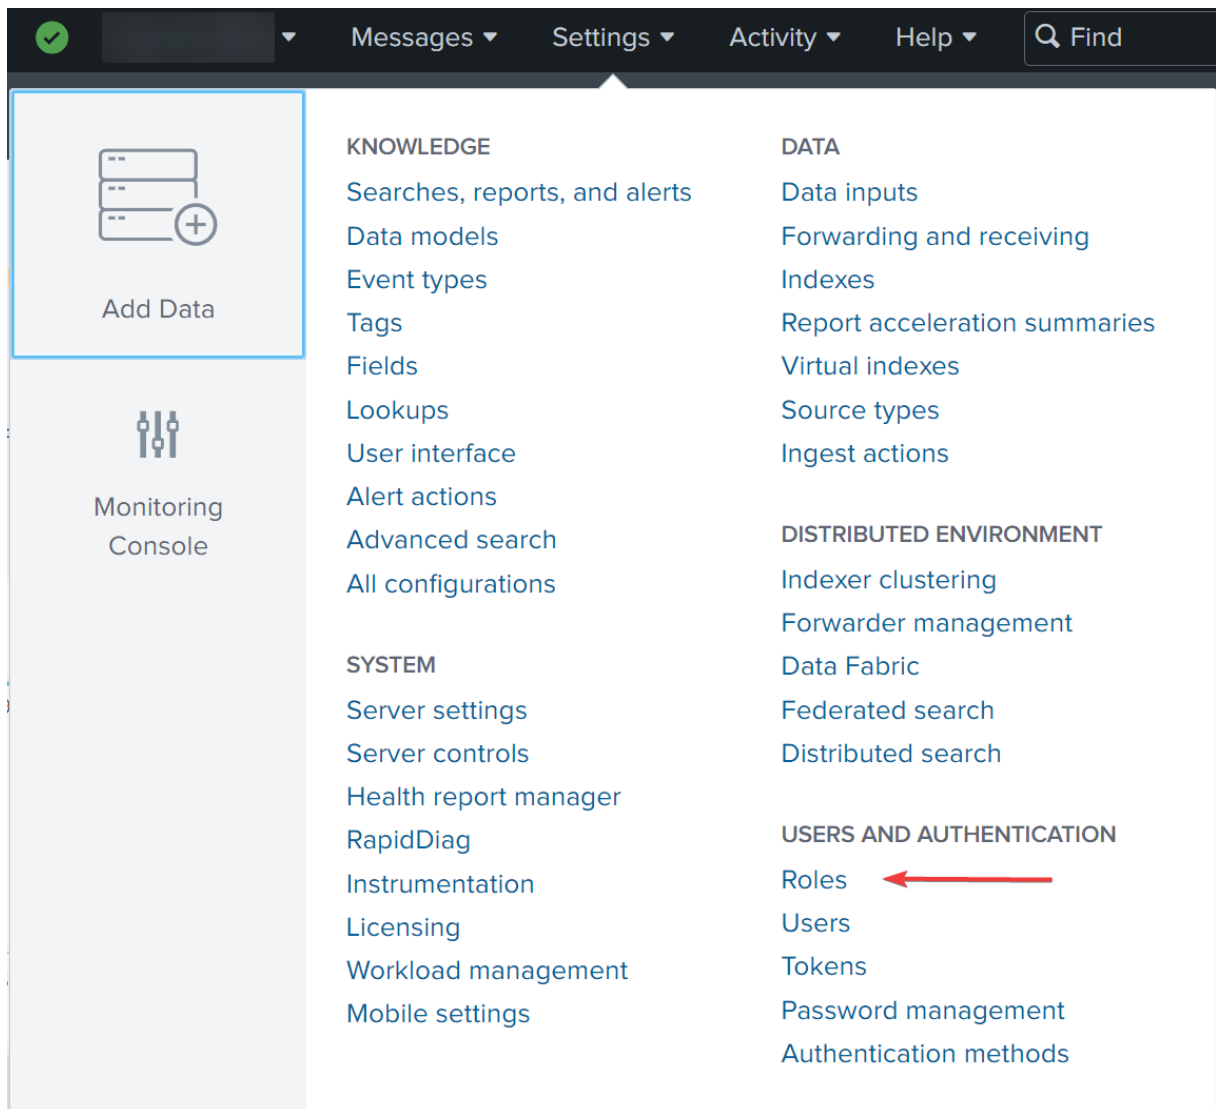 Messages Settings Activity Help Find
Add Data
Monitoring
Console
KNOWLEDGE
Searches, reports, and alerts
Data models
Event types
Tags
Fields
Lookups
User interface
Alert actions
Advanced search
All configurations
SYSTEM
Server settings
Server controls
Health report manager
RapidDiag
Instrumentation
Licensing
Workload management
Mobile settings
DATA
Data inputs
Forwarding and receiving
Indexes
Report acceleration summaries
Virtual indexes
Source types
Ingest actions
DISTRIBUTED ENVIRONMENT
Indexer clustering
Forwarder management
Data Fabric
Federated search
Distributed search
USERS AND AUTHENTICATION
Roles
Users
Tokens
Password management
Authentication methods